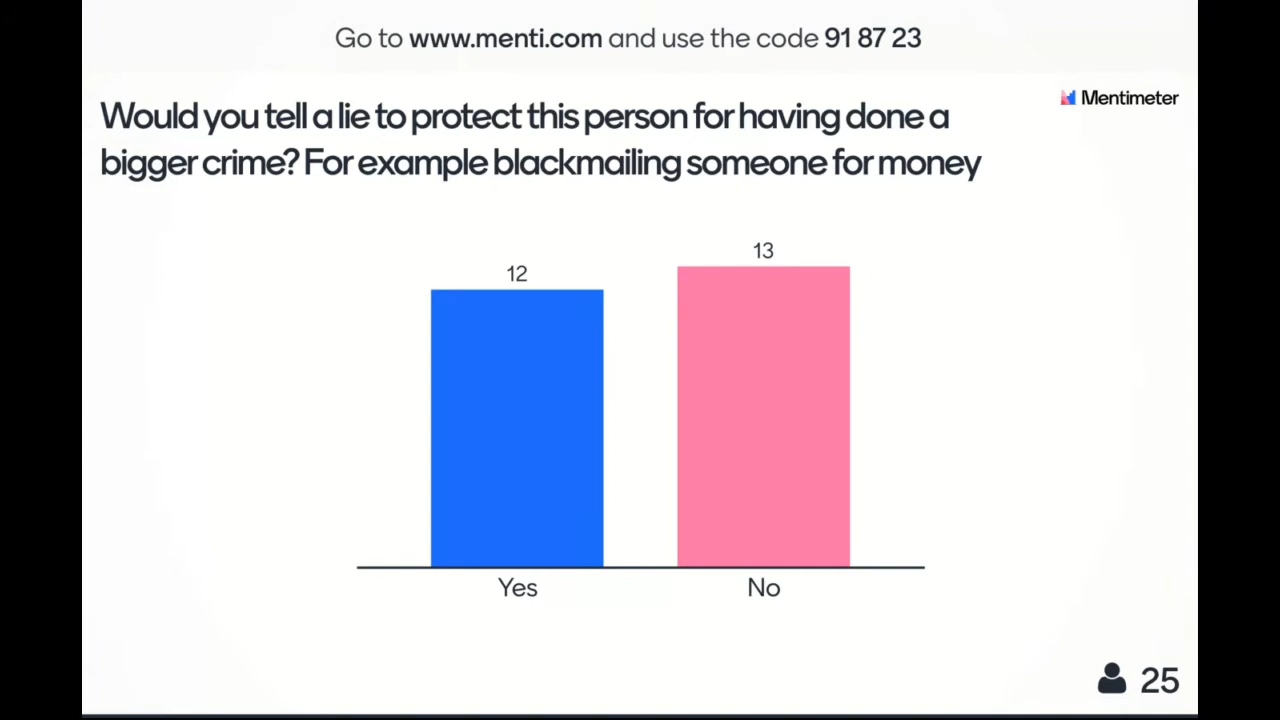 Go to www.menti.com and use the code 91 87 23
Mentimeter
Would you tell a lie to protect this person for having done a
bigger crime? For example blackmailing someone for money
12
13
Yes
No
25